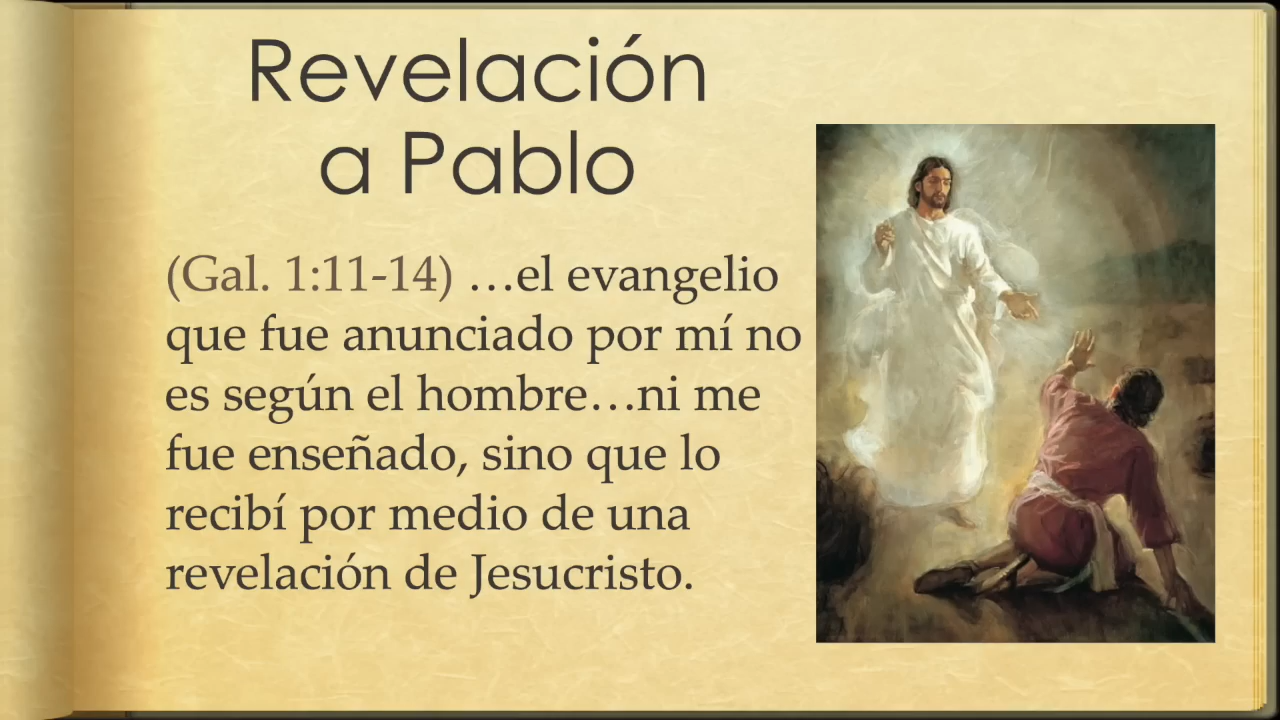 Revelación
a Pablo
(Gal. 1:11-14) …el evangelio
que fue anunciado por mí no
es según el hombre…ni me
fue enseñado, sino que lo
recibí por medio de una
revelación de Jesucristo.